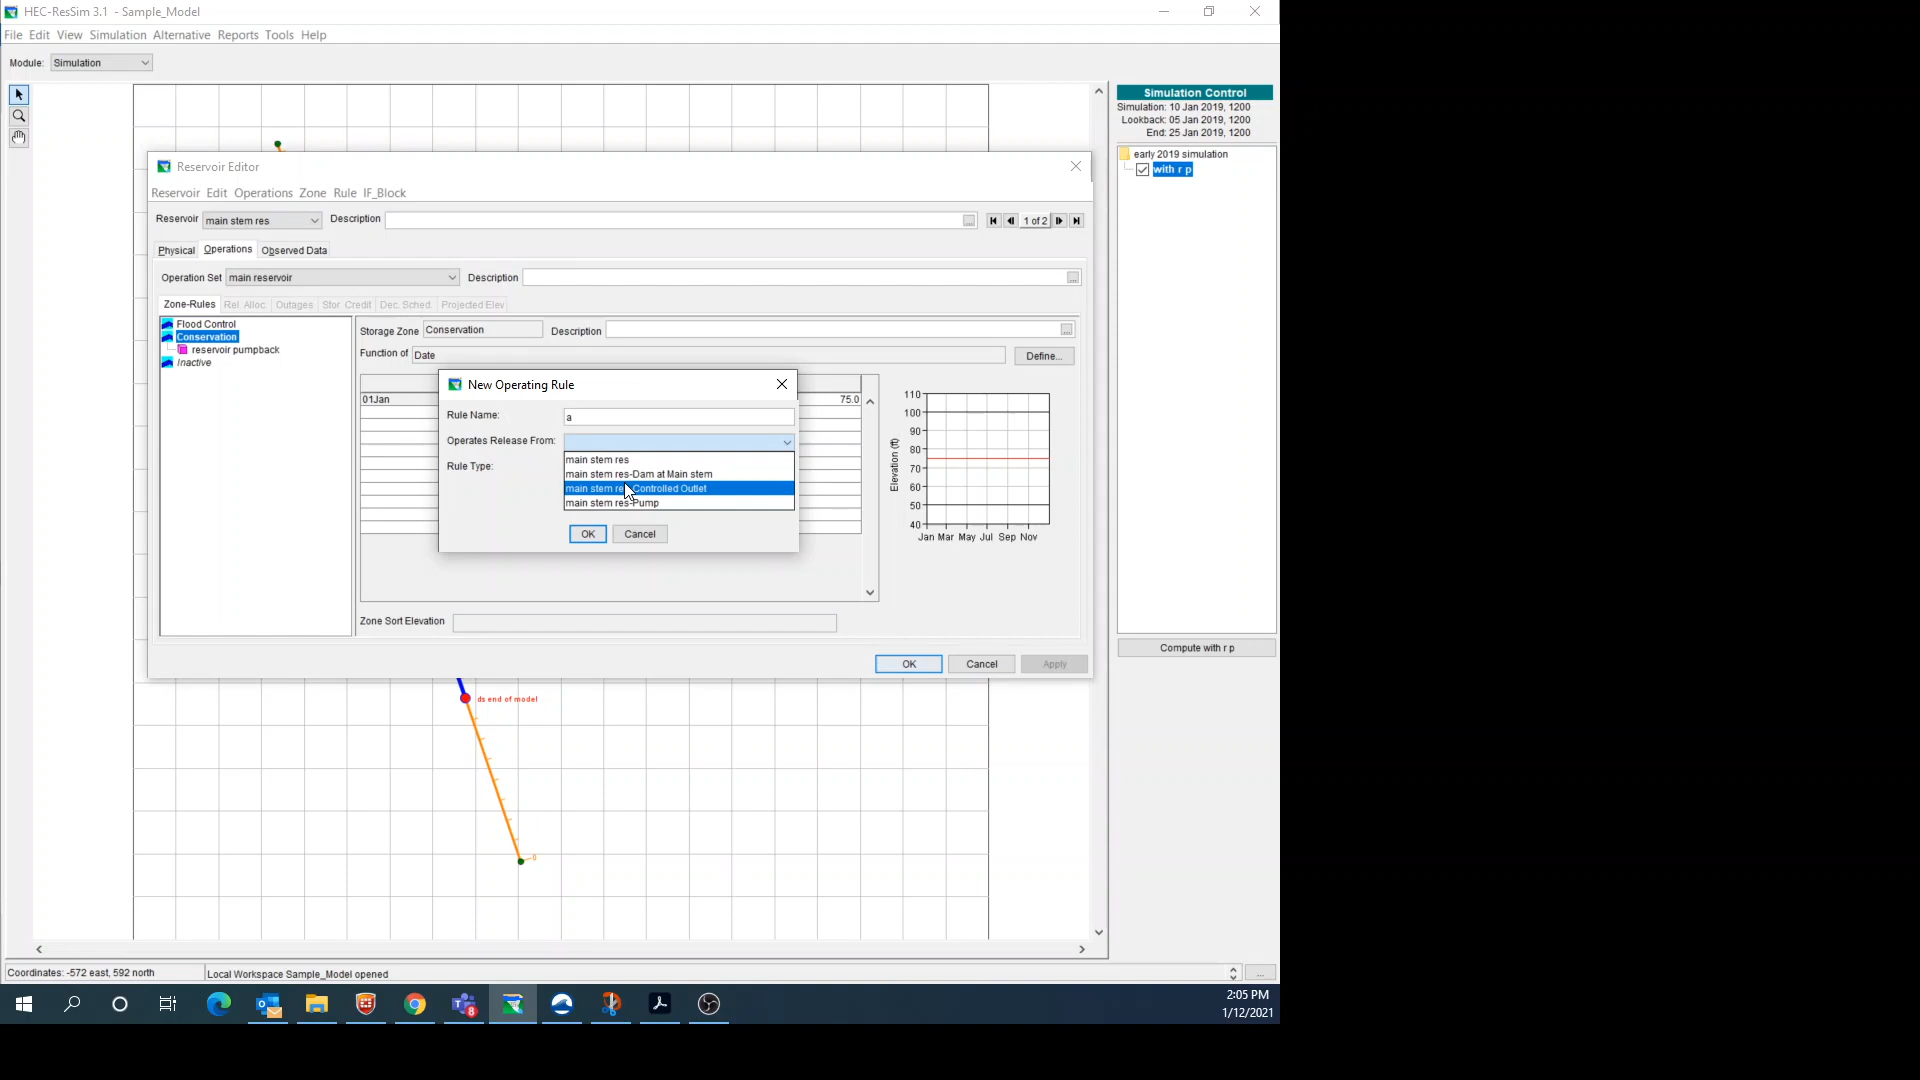 HEC-ResSim 3.1 - Sample_Model
File Edit View Simulation Alternative Reports Tools Help
Module: Simulation
Simulation Control
Simulation: 10 Jan 2019, 1200
Lookback: 05 Jan 2019, 1200
End: 25 Jan 2019, 1200
early 2019 simulation
with r p
Compute with r p
Reservoir Editor
Reservoir Edit Operations Zone Rule IF_Block
Reservoir main stem res Description ... 1 of 2
Physical Operations Observed Data
Operation Set main reservoir Description ...
Zone-Rules Rel. Alloc. Outages Stor. Credit Dec. Sched. Projected Elev
Flood Control
Conservation
reservoir pumpback
Inactive
Storage Zone Conservation Description ...
Function of Date Define...
01Jan 75.0
New Operating Rule
Rule Name: a
Operates Release From:
Rule Type:
main stem res
main stem res-Dam at Main stem
main stem res-Controlled Outlet
main stem res-Pump
OK Cancel
Elevation (ft)
110
100
90
80
70
60
50
40
Jan Mar May Jul Sep Nov
Zone Sort Elevation
OK Cancel Apply
ds end of model
0
Coordinates: -572 east, 592 north
Local Workspace Sample_Model opened
...
8
2:05 PM
1/12/2021